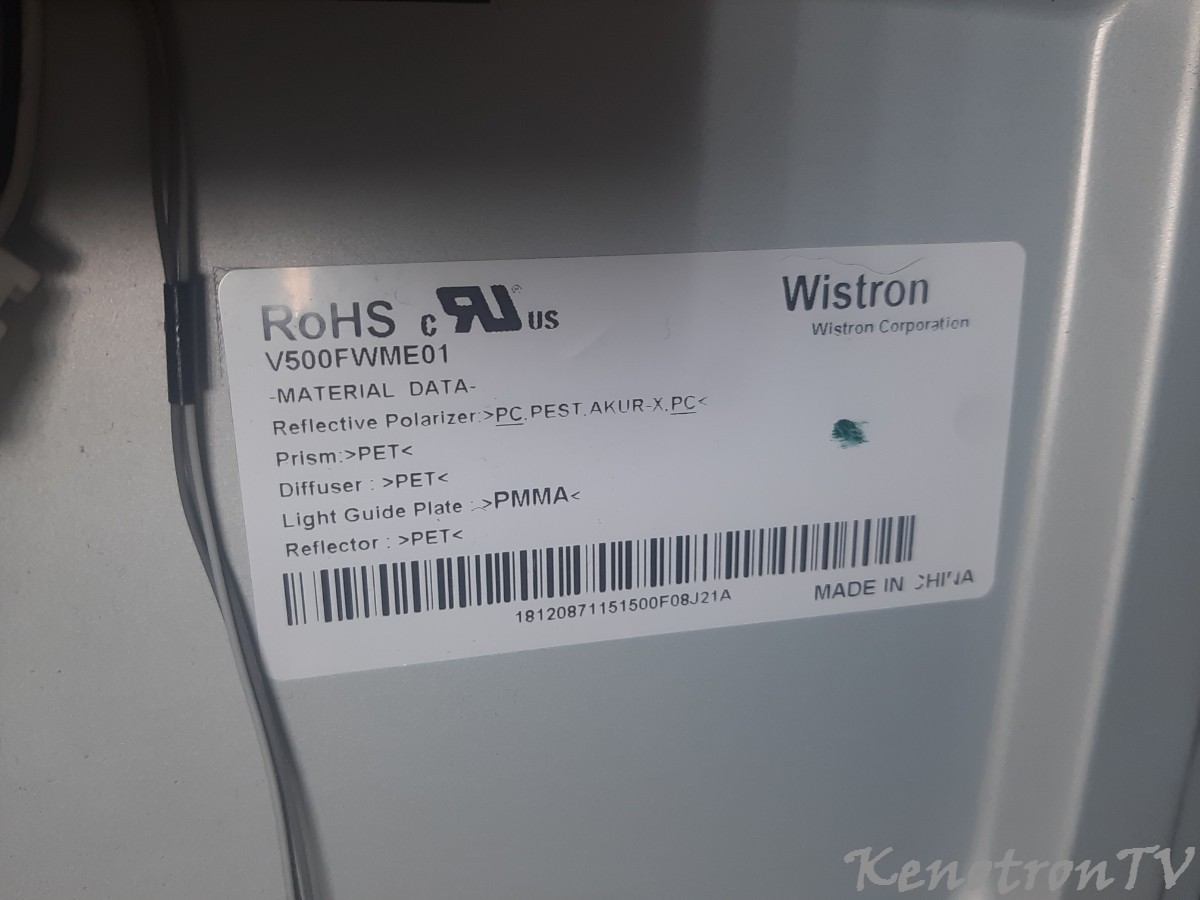 RoHS c RU ® US
V500FWME01
Wistron
Wistron Corporation
-MATERIAL DATA-
Reflective Polarizer:>PC.PEST.AKUR-X.PC<
Prism:>PET<
Diffuser : >PET<
Light Guide Plate : >PMMA<
Reflector : >PET<
18120871151500F08J21A
MADE IN CHINA
KenotronTV